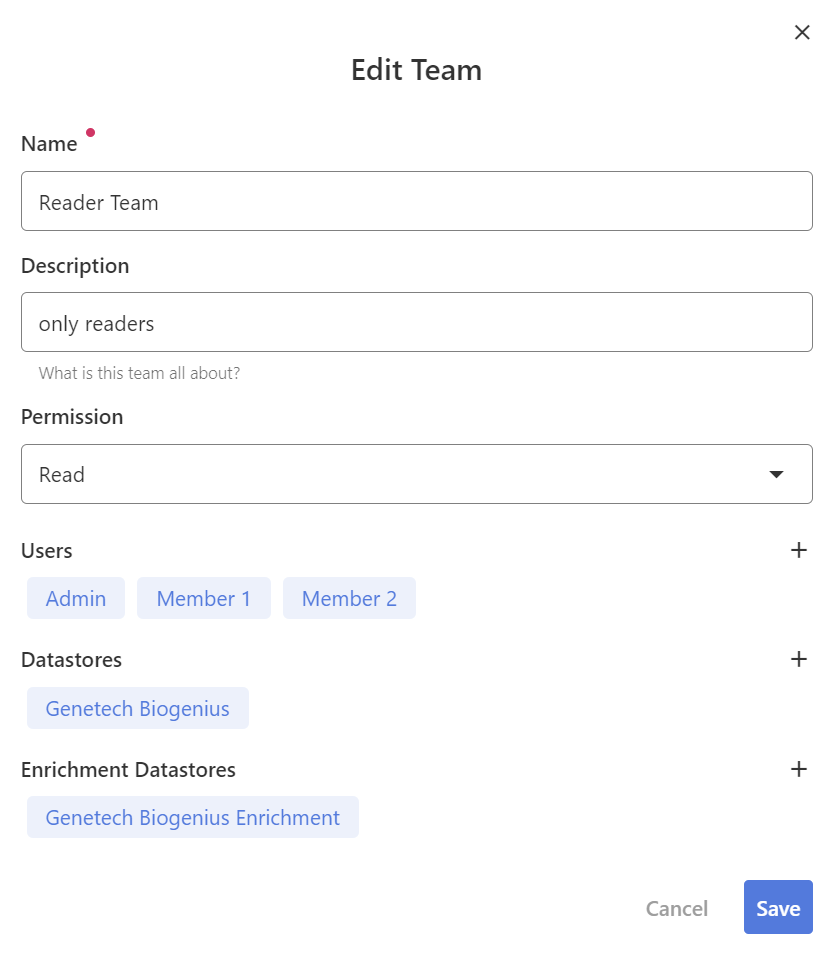 Edit Team
Name
Reader Team
Description
only readers
What is this team all about?
Permission
Read
Users
Admin Member 1 Member 2
Datastores
Genetech Biogenius
Enrichment Datastores
Genetech Biogenius Enrichment
Cancel Save